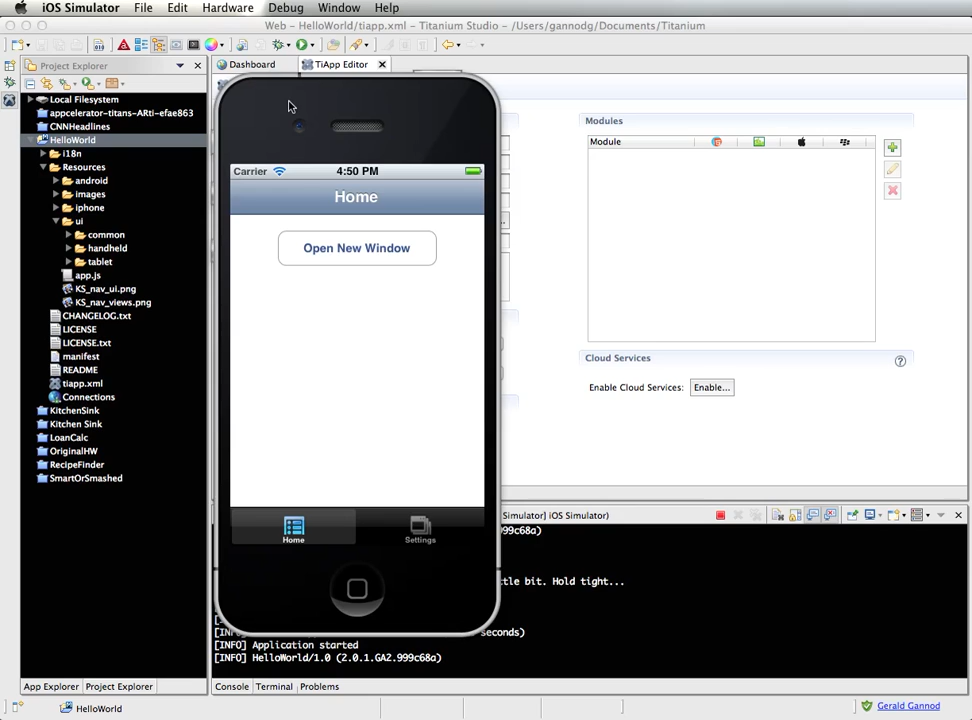 iOS Simulator File Edit Hardware Debug Window Help
Web - HelloWorld/tiapp.xml - Titanium Studio - /Users/gannodg/Documents/Titanium
Project Explorer
Dashboard
TiApp Editor
Local Filesystem
appcelerator-titans-ARti-efae863
CNNHeadlines
HelloWorld
i18n
Resources
android
images
iphone
ui
common
handheld
tablet
app.js
KS_nav_ui.png
KS_nav_views.png
CHANGELOG.txt
LICENSE
LICENSE.txt
manifest
README
tiapp.xml
Connections
KitchenSink
Kitchen Sink
LoanCalc
OriginalHW
RecipeFinder
SmartOrSmashed
App Explorer Project Explorer
HelloWorld
Carrier 4:50 PM
Home
Open New Window
Home Settings
Modules
Module
Cloud Services
Enable Cloud Services: Enable...
Simulator] iOS Simulator)
999c68a)
tle bit. Hold tight...
seconds)
[INFO] Application started
[INFO] HelloWorld/1.0 (2.0.1.GA2.999c68a)
Console Terminal Problems
Gerald Gannod